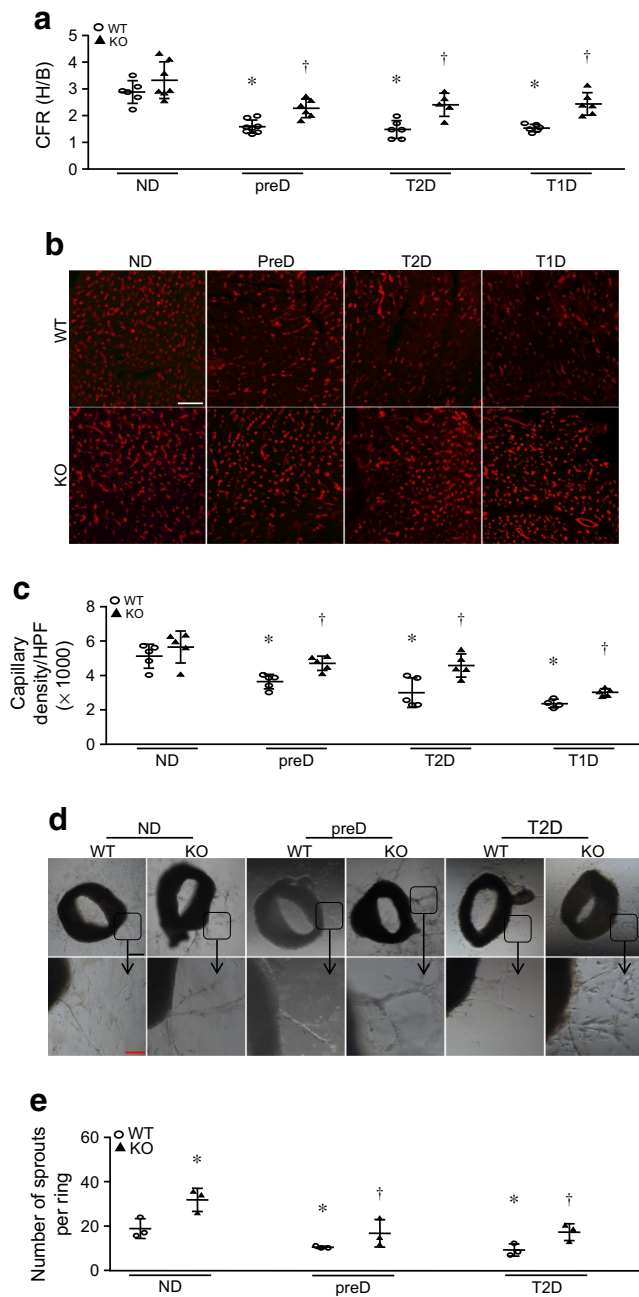 a
WT
KO
CFR (H/B)
5
4
3
2
1
0
* † * † * †
ND preD T2D T1D
b
ND PreD T2D T1D
WT
KO
c
WT
KO
Capillary
density/HPF
(× 1000)
8
6
4
2
0
* † * † * †
ND preD T2D T1D
d
ND preD T2D
WT KO WT KO WT KO
e
WT
KO
Number of sprouts
per ring
60
40
20
0
* * † * †
ND preD T2D